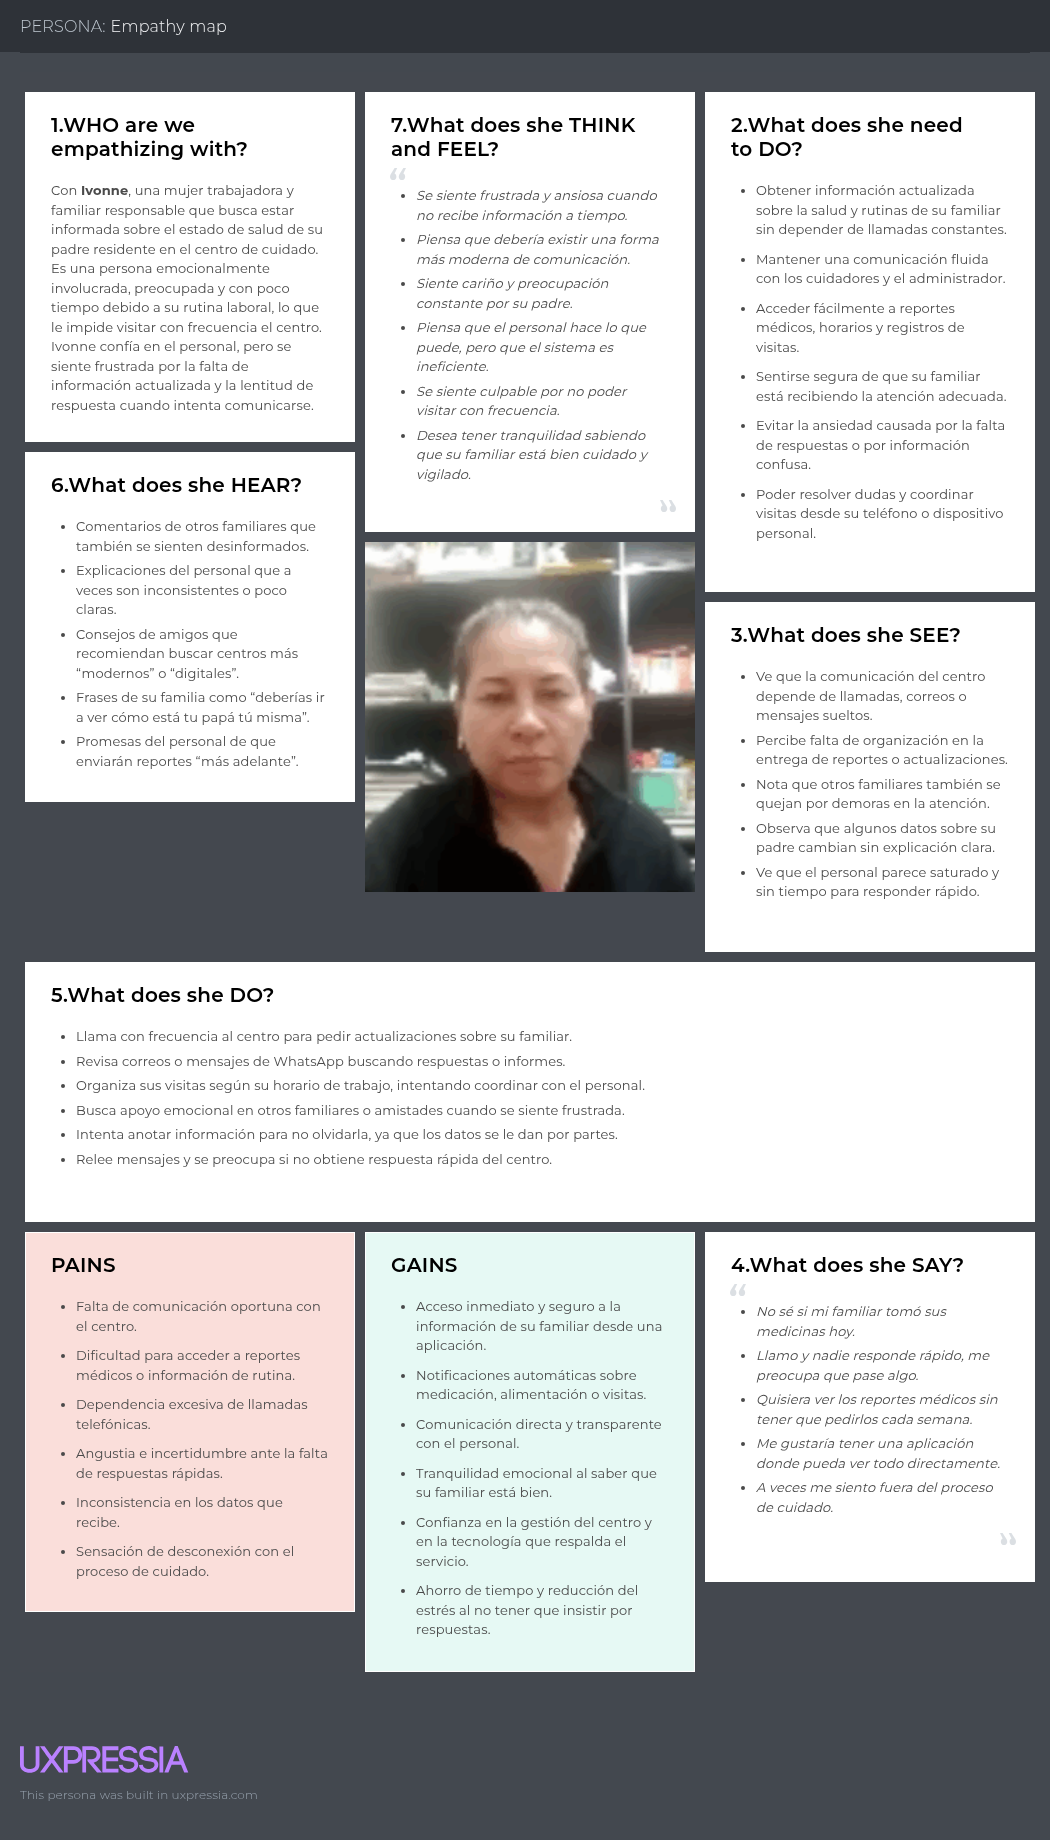 PERSONA: Empathy map
1.WHO are we
empathizing with?
Con Ivonne, una mujer trabajadora y
familiar responsable que busca estar
informada sobre el estado de salud de su
padre residente en el centro de cuidado.
Es una persona emocionalmente
involucrada, preocupada y con poco
tiempo debido a su rutina laboral, lo que
le impide visitar con frecuencia el centro.
Ivonne confía en el personal, pero se
siente frustrada por la falta de
información actualizada y la lentitud de
respuesta cuando intenta comunicarse.
7.What does she THINK
and FEEL?
“
• Se siente frustrada y ansiosa cuando
no recibe información a tiempo.
• Piensa que debería existir una forma
más moderna de comunicación.
• Siente cariño y preocupación
constante por su padre.
• Piensa que el personal hace lo que
puede, pero que el sistema es
ineficiente.
• Se siente culpable por no poder
visitar con frecuencia.
• Desea tener tranquilidad sabiendo
que su familiar está bien cuidado y
vigilado.
”
2.What does she need
to DO?
• Obtener información actualizada
sobre la salud y rutinas de su familiar
sin depender de llamadas constantes.
• Mantener una comunicación fluida
con los cuidadores y el administrador.
• Acceder fácilmente a reportes
médicos, horarios y registros de
visitas.
• Sentirse segura de que su familiar
está recibiendo la atención adecuada.
• Evitar la ansiedad causada por la falta
de respuestas o por información
confusa.
• Poder resolver dudas y coordinar
visitas desde su teléfono o dispositivo
personal.
6.What does she HEAR?
• Comentarios de otros familiares que
también se sienten desinformados.
• Explicaciones del personal que a
veces son inconsistentes o poco
claras.
• Consejos de amigos que
recomiendan buscar centros más
“modernos” o “digitales”.
• Frases de su familia como “deberías ir
a ver cómo está tu papá tú misma”.
• Promesas del personal de que
enviarán reportes “más adelante”.
3.What does she SEE?
• Ve que la comunicación del centro
depende de llamadas, correos o
mensajes sueltos.
• Percibe falta de organización en la
entrega de reportes o actualizaciones.
• Nota que otros familiares también se
quejan por demoras en la atención.
• Observa que algunos datos sobre su
padre cambian sin explicación clara.
• Ve que el personal parece saturado y
sin tiempo para responder rápido.
5.What does she DO?
• Llama con frecuencia al centro para pedir actualizaciones sobre su familiar.
• Revisa correos o mensajes de WhatsApp buscando respuestas o informes.
• Organiza sus visitas según su horario de trabajo, intentando coordinar con el personal.
• Busca apoyo emocional en otros familiares o amistades cuando se siente frustrada.
• Intenta anotar información para no olvidarla, ya que los datos se le dan por partes.
• Relee mensajes y se preocupa si no obtiene respuesta rápida del centro.
PAINS
• Falta de comunicación oportuna con
el centro.
• Dificultad para acceder a reportes
médicos o información de rutina.
• Dependencia excesiva de llamadas
telefónicas.
• Angustia e incertidumbre ante la falta
de respuestas rápidas.
• Inconsistencia en los datos que
recibe.
• Sensación de desconexión con el
proceso de cuidado.
GAINS
• Acceso inmediato y seguro a la
información de su familiar desde una
aplicación.
• Notificaciones automáticas sobre
medicación, alimentación o visitas.
• Comunicación directa y transparente
con el personal.
• Tranquilidad emocional al saber que
su familiar está bien.
• Confianza en la gestión del centro y
en la tecnología que respalda el
servicio.
• Ahorro de tiempo y reducción del
estrés al no tener que insistir por
respuestas.
4.What does she SAY?
“
• No sé si mi familiar tomó sus
medicinas hoy.
• Llamo y nadie responde rápido, me
preocupa que pase algo.
• Quisiera ver los reportes médicos sin
tener que pedirlos cada semana.
• Me gustaría tener una aplicación
donde pueda ver todo directamente.
• A veces me siento fuera del proceso
de cuidado.
”
UXPRESSIA
This persona was built in uxpressia.com